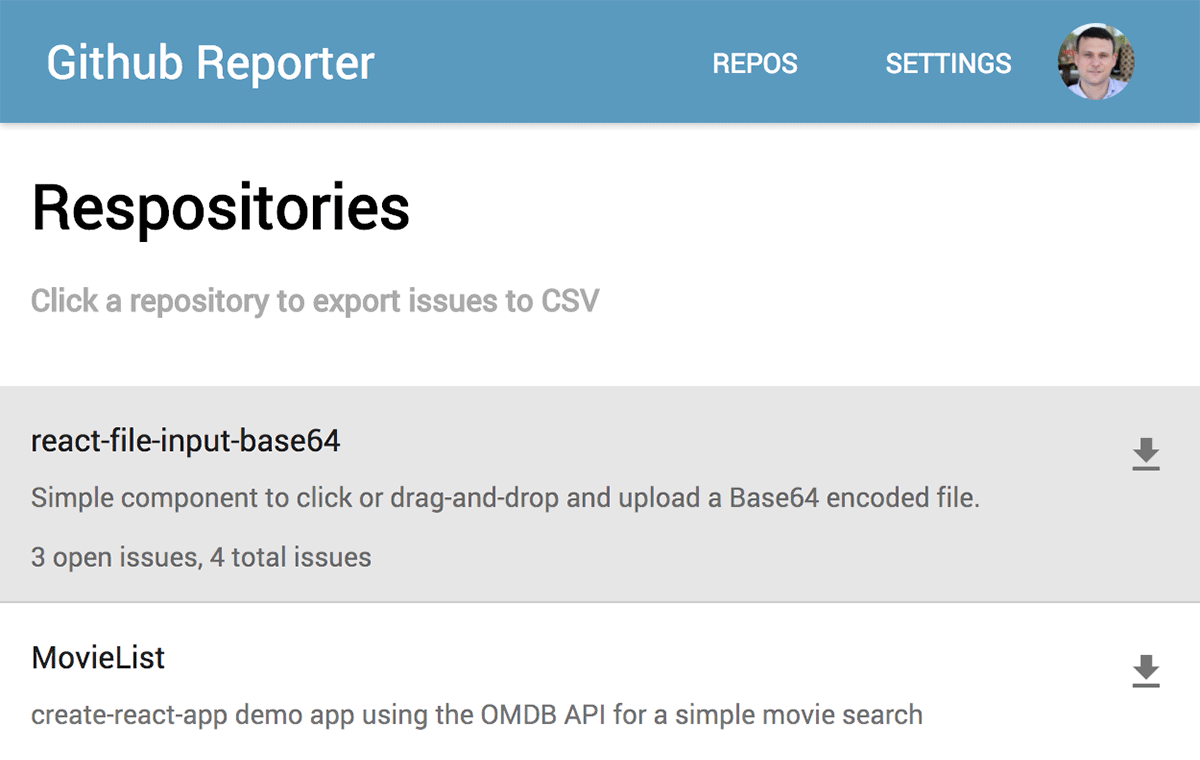 Github Reporter REPOS SETTINGS
Respositories
Click a repository to export issues to CSV
react-file-input-base64
Simple component to click or drag-and-drop and upload a Base64 encoded file.
3 open issues, 4 total issues
MovieList
create-react-app demo app using the OMDB API for a simple movie search